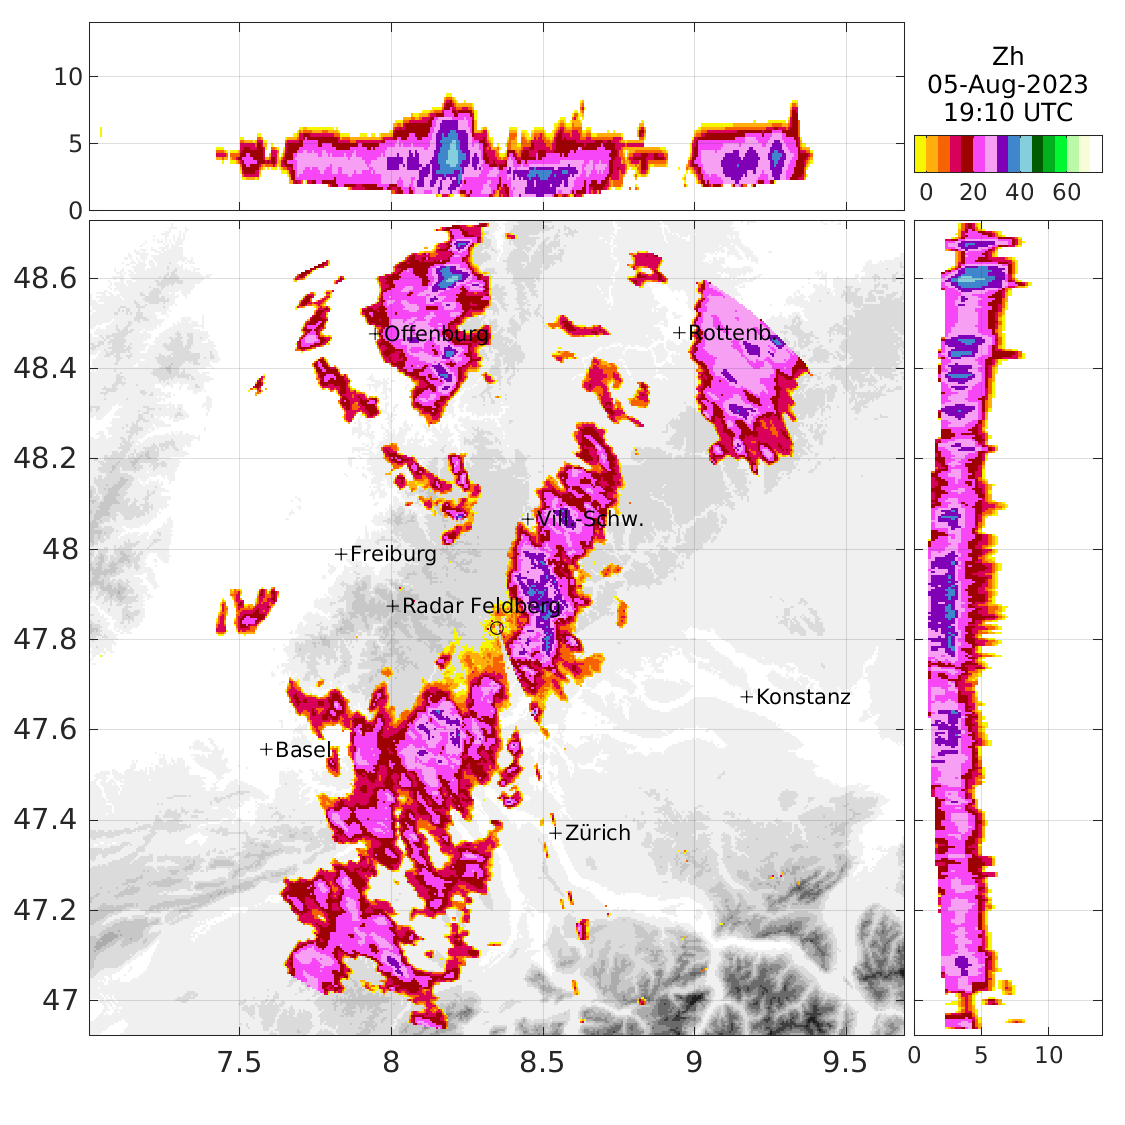 10
5
0
Zh
05-Aug-2023
19:10 UTC
0 20 40 60
48.6
48.4
48.2
48
47.8
47.6
47.4
47.2
47
+Offenburg
+Rottenb.
+Vill.-Schw.
+Freiburg
+Radar Feldberg
+Konstanz
+Basel
+Zürich
7.5 8 8.5 9 9.5
0 5 10